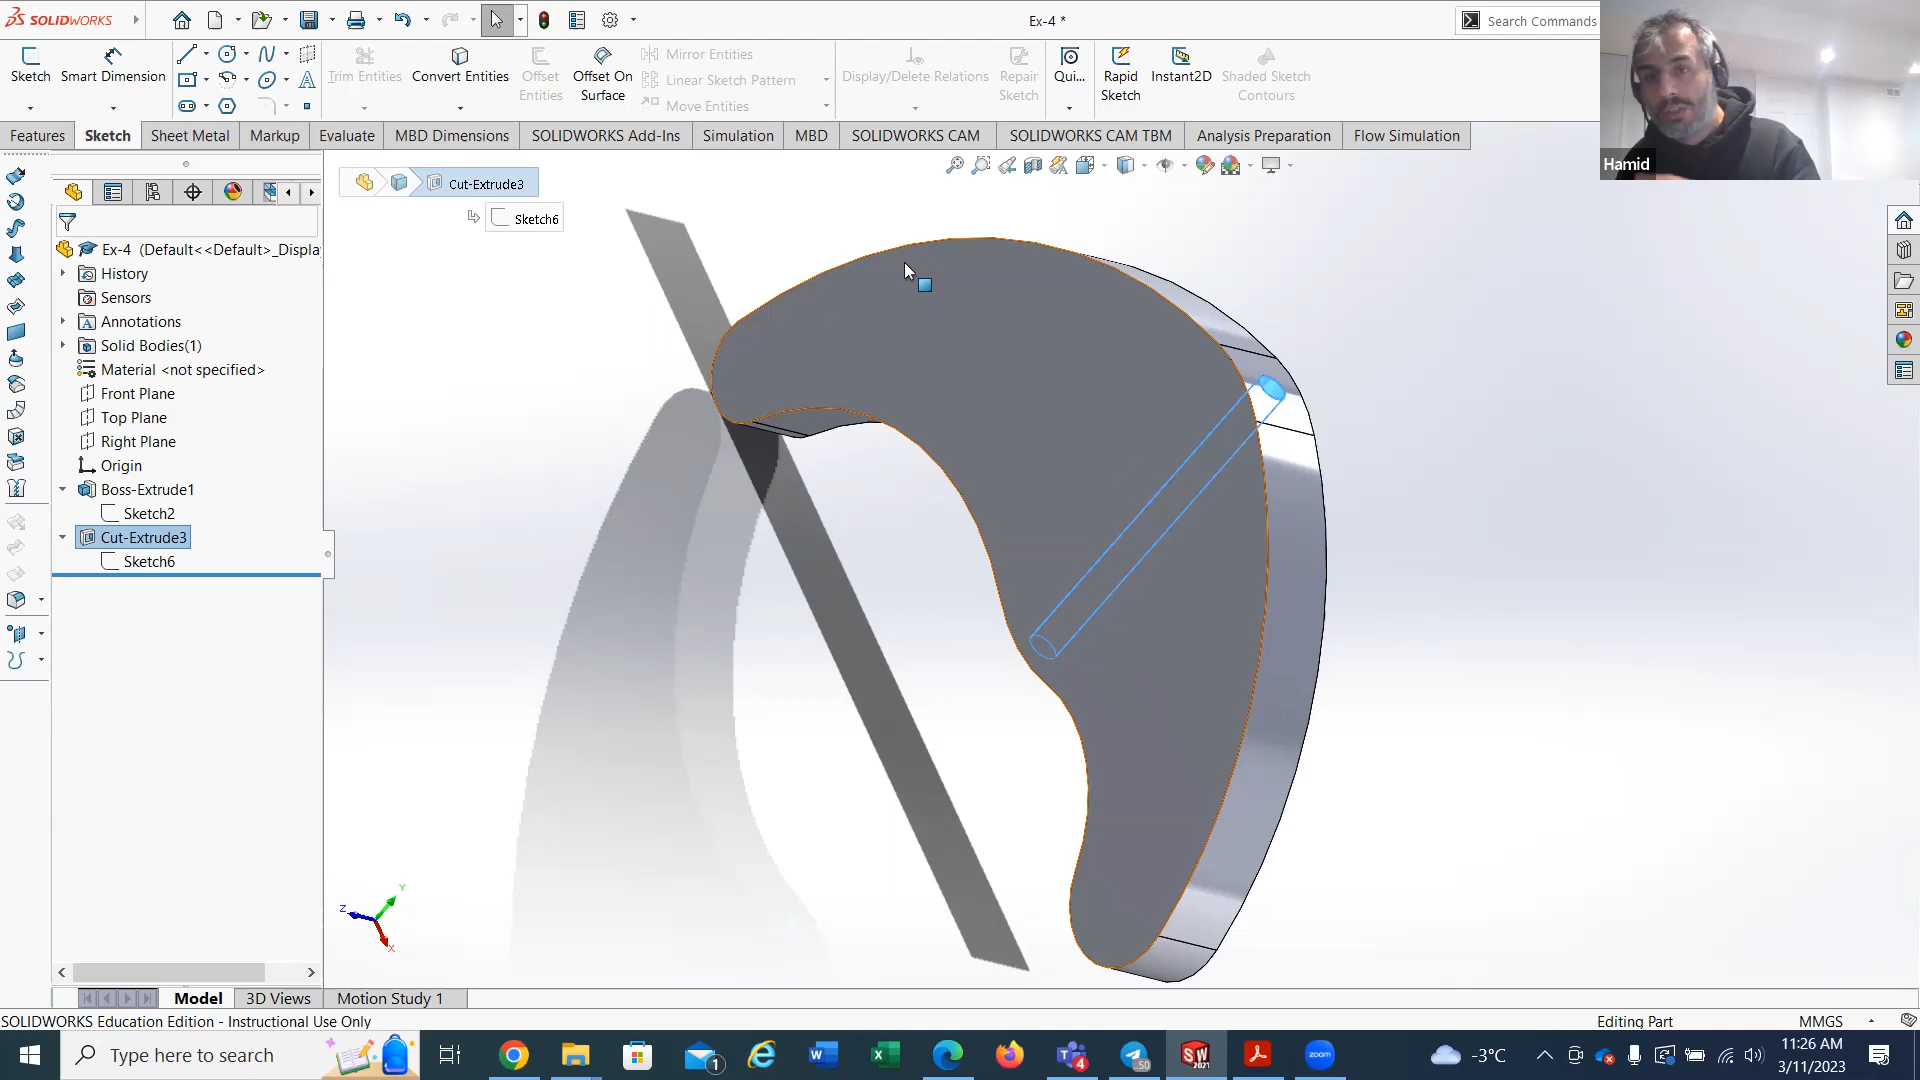 SOLIDWORKS
Ex-4 *
Search Commands
Sketch
Smart Dimension
Trim Entities
Convert Entities
Offset Entities
Offset On Surface
Mirror Entities
Linear Sketch Pattern
Move Entities
Display/Delete Relations
Repair Sketch
Qui...
Rapid Sketch
Instant2D
Shaded Sketch Contours
Features
Sketch
Sheet Metal
Markup
Evaluate
MBD Dimensions
SOLIDWORKS Add-Ins
Simulation
MBD
SOLIDWORKS CAM
SOLIDWORKS CAM TBM
Analysis Preparation
Flow Simulation
Hamid
Cut-Extrude3
Sketch6
Ex-4 (Default<<Default>_Displa
History
Sensors
Annotations
Solid Bodies(1)
Material <not specified>
Front Plane
Top Plane
Right Plane
Origin
Boss-Extrude1
Sketch2
Cut-Extrude3
Sketch6
Y
Z
X
Model
3D Views
Motion Study 1
SOLIDWORKS Education Edition - Instructional Use Only
Editing Part
MMGS
Type here to search
1
4
.50
SW
2021
zoom
-3°C
11:26 AM
3/11/2023